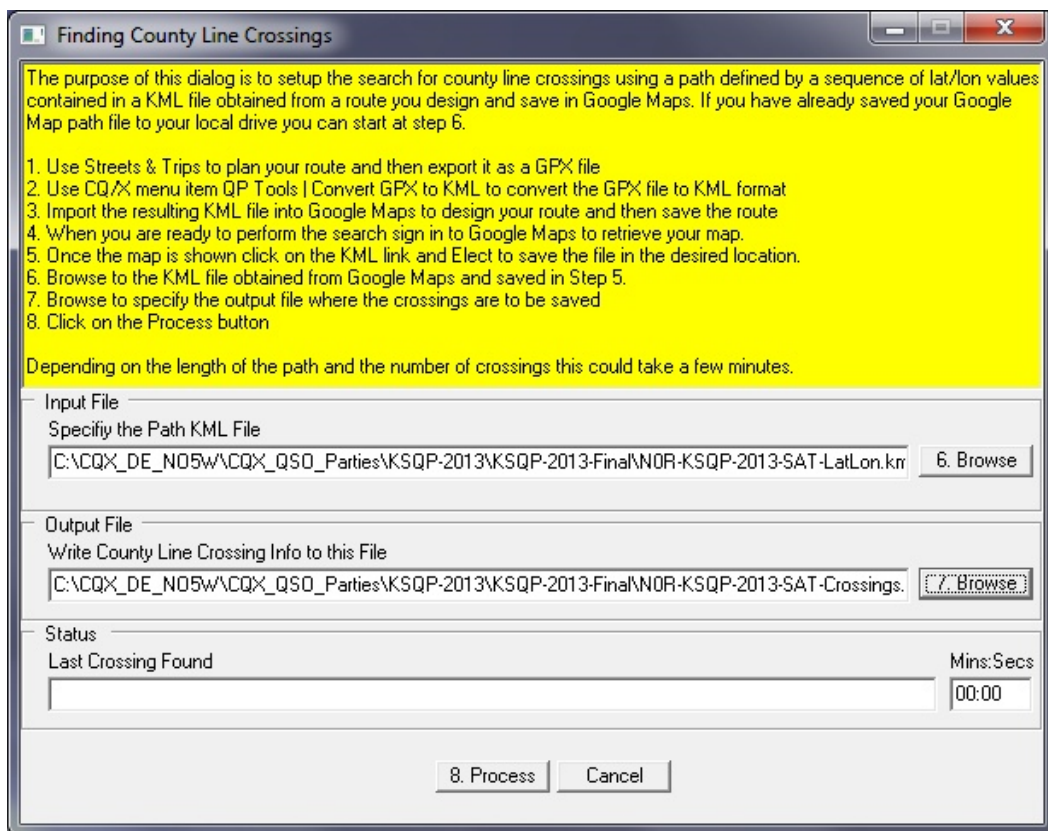 Finding County Line Crossings
The purpose of this dialog is to setup the search for county line crossings using a path defined by a sequence of lat/lon values
contained in a KML file obtained from a route you design and save in Google Maps. If you have already saved your Google
Map path file to your local drive you can start at step 6.
1. Use Streets & Trips to plan your route and then export it as a GPX file
2. Use CQ/X menu item QP Tools | Convert GPX to KML to convert the GPX file to KML format
3. Import the resulting KML file into Google Maps to design your route and then save the route
4. When you are ready to perform the search sign in to Google Maps to retrieve your map.
5. Once the map is shown click on the KML link and Elect to save the file in the desired location.
6. Browse to the KML file obtained from Google Maps and saved in Step 5.
7. Browse to specify the output file where the crossings are to be saved
8. Click on the Process button
Depending on the length of the path and the number of crossings this could take a few minutes.
Input File
Specifiy the Path KML File
C:\CQX_DE_NO5W\CQX_QSO_Parties\KSQP-2013\KSQP-2013-Final\N0R-KSQP-2013-SAT-LatLon.km
6. Browse
Output File
Write County Line Crossing Info to this File
C:\CQX_DE_NO5W\CQX_QSO_Parties\KSQP-2013\KSQP-2013-Final\N0R-KSQP-2013-SAT-Crossings.
7. Browse
Status
Last Crossing Found
Mins:Secs
00:00
8. Process
Cancel